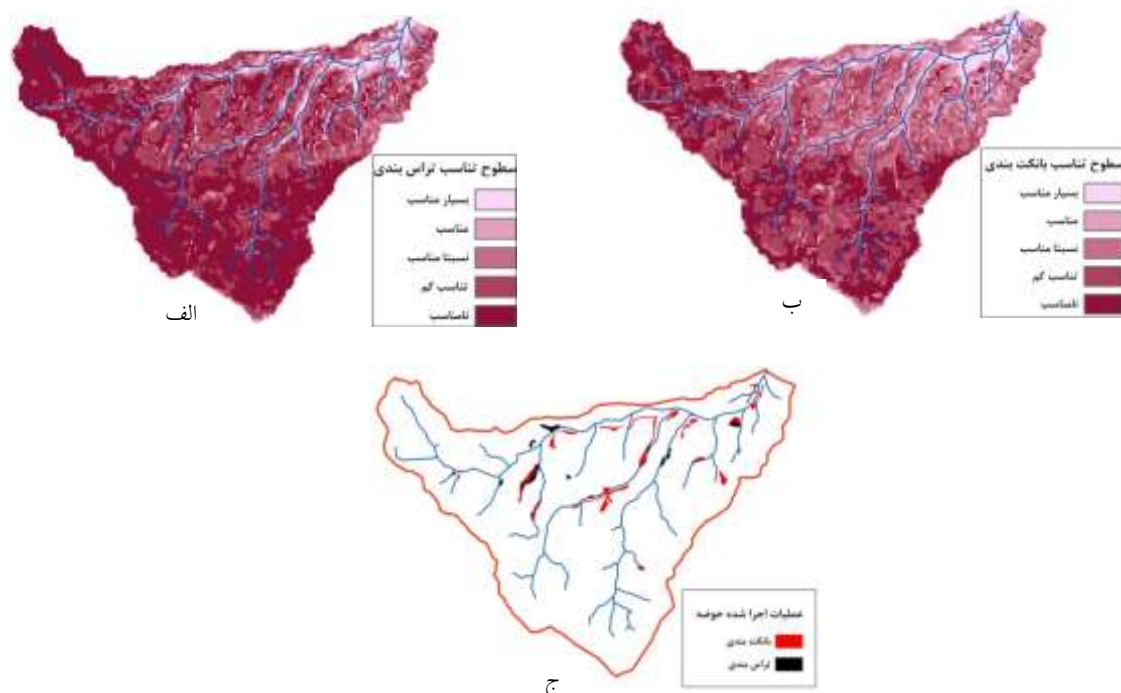 سطوح تناسب تراس بندی
بسیار مناسب
مناسب
نسبتا مناسب
تناسب کم
نامناسب
الف
سطوح تناسب بانکت بندی
بسیار مناسب
مناسب
نسبتا مناسب
تناسب کم
نامناسب
ب
عملیات اجرا شده حوضه
بانکت بندی
تراس بندی
ج